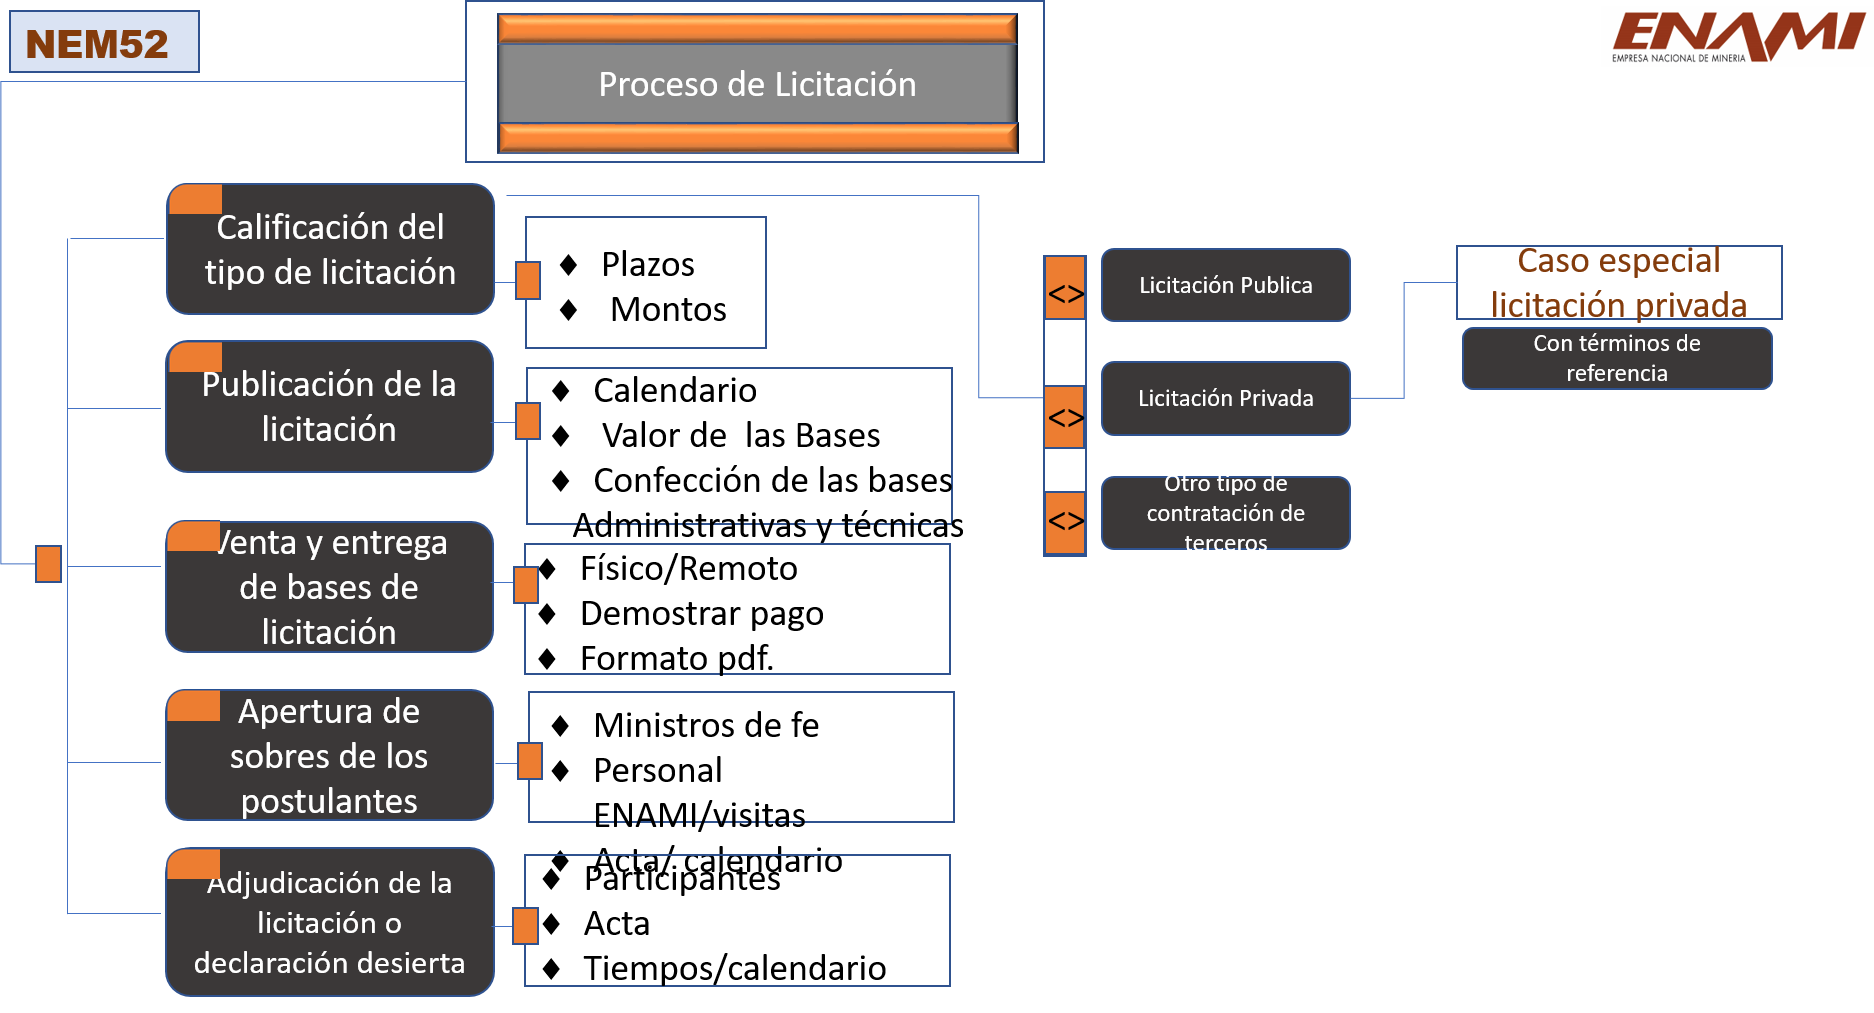 NEM52
Proceso de Licitación
ENAMI
EMPRESA NACIONAL DE MINERIA
Calificación del
tipo de licitación
♦ Plazos
♦ Montos
Publicación de la
licitación
♦ Calendario
♦ Valor de las Bases
♦ Confección de las bases
Administrativas y técnicas
Venta y entrega
de bases de
licitación
♦ Físico/Remoto
♦ Demostrar pago
♦ Formato pdf.
Apertura de
sobres de los
postulantes
♦ Ministros de fe
♦ Personal
ENAMI/visitas
♦ Acta/ calendario
Adjudicación de la
licitación o
declaración desierta
♦ Participantes
♦ Acta
♦ Tiempos/calendario
<>
Licitación Publica
<>
Licitación Privada
<>
Otro tipo de
contratación de
terceros
Caso especial
licitación privada
Con términos de
referencia